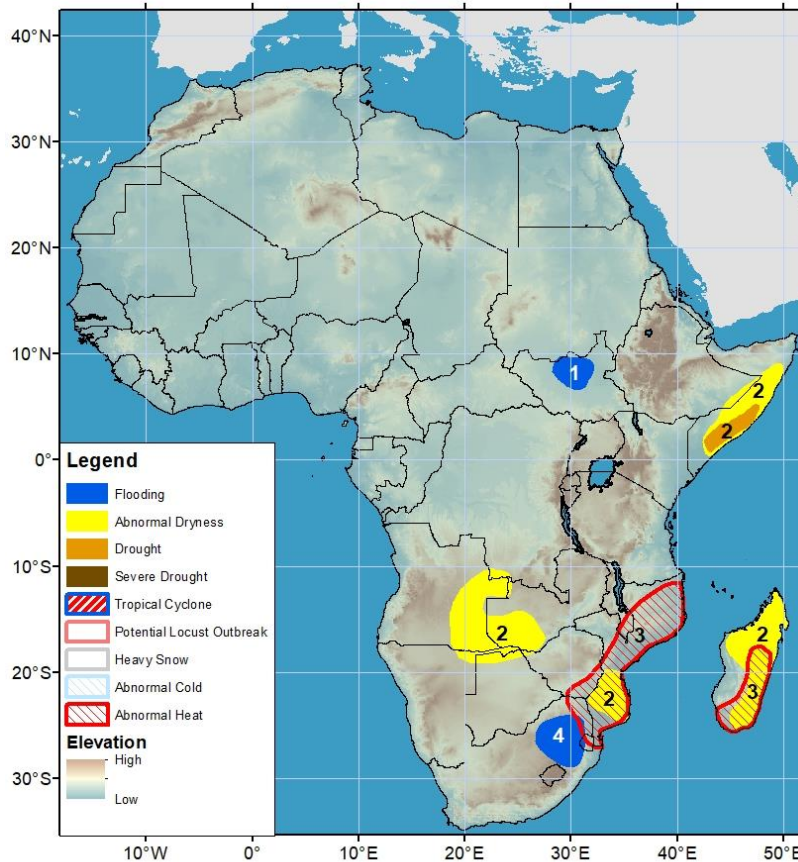 40°N
30°N
20°N
10°N
0°
10°S
20°S
30°S
1
2
2
2
3
2
3
2
4
Legend
Flooding
Abnormal Dryness
Drought
Severe Drought
Tropical Cyclone
Potential Locust Outbreak
Heavy Snow
Abnormal Cold
Abnormal Heat
Elevation
High
Low
10°W
0°
10°E
20°E
30°E
40°E
50°E